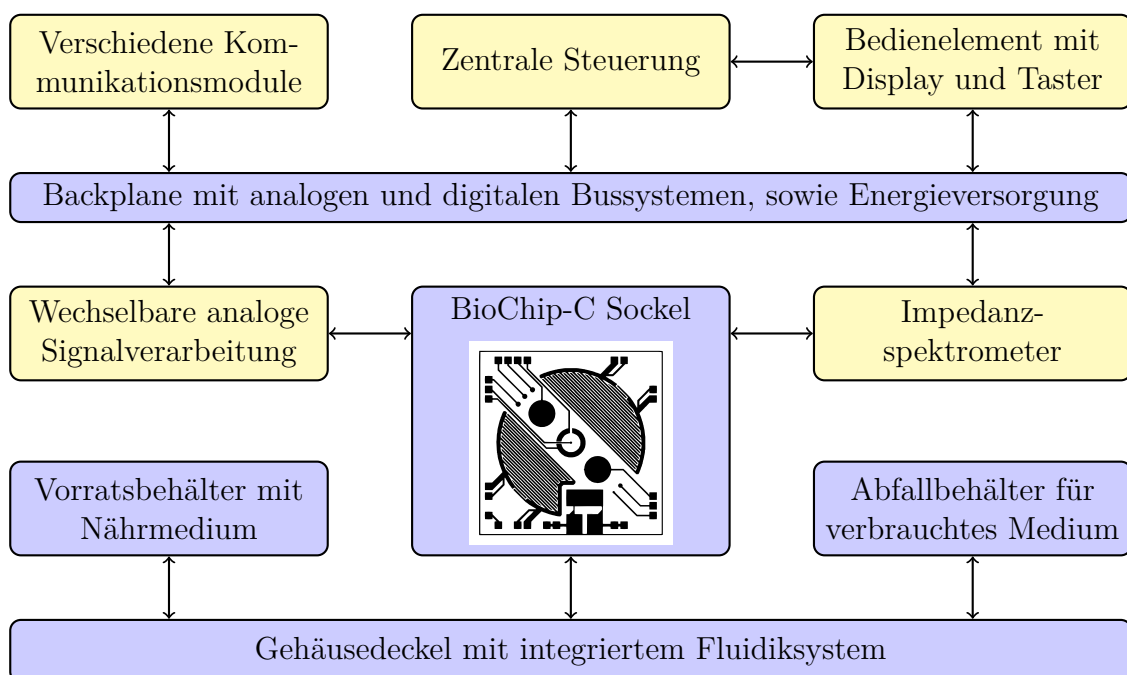 Verschiedene Kom-
munikationsmodule
Zentrale Steuerung
Bedienelement mit
Display und Taster
Backplane mit analogen und digitalen Bussystemen, sowie Energieversorgung
Wechselbare analoge
Signalverarbeitung
BioChip-C Sockel
Impedanz-
spektrometer
Vorratsbehälter mit
Nährmedium
Abfallbehälter für
verbrauchtes Medium
Gehäusedeckel mit integriertem Fluidiksystem